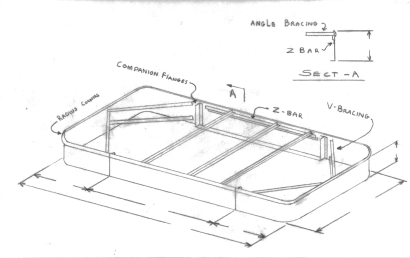 ANGLE BRACING
Z BAR
SECT-A
COMPANION FLANGES
A
Z-BAR
V-BRACING
RADIUS CORNERS